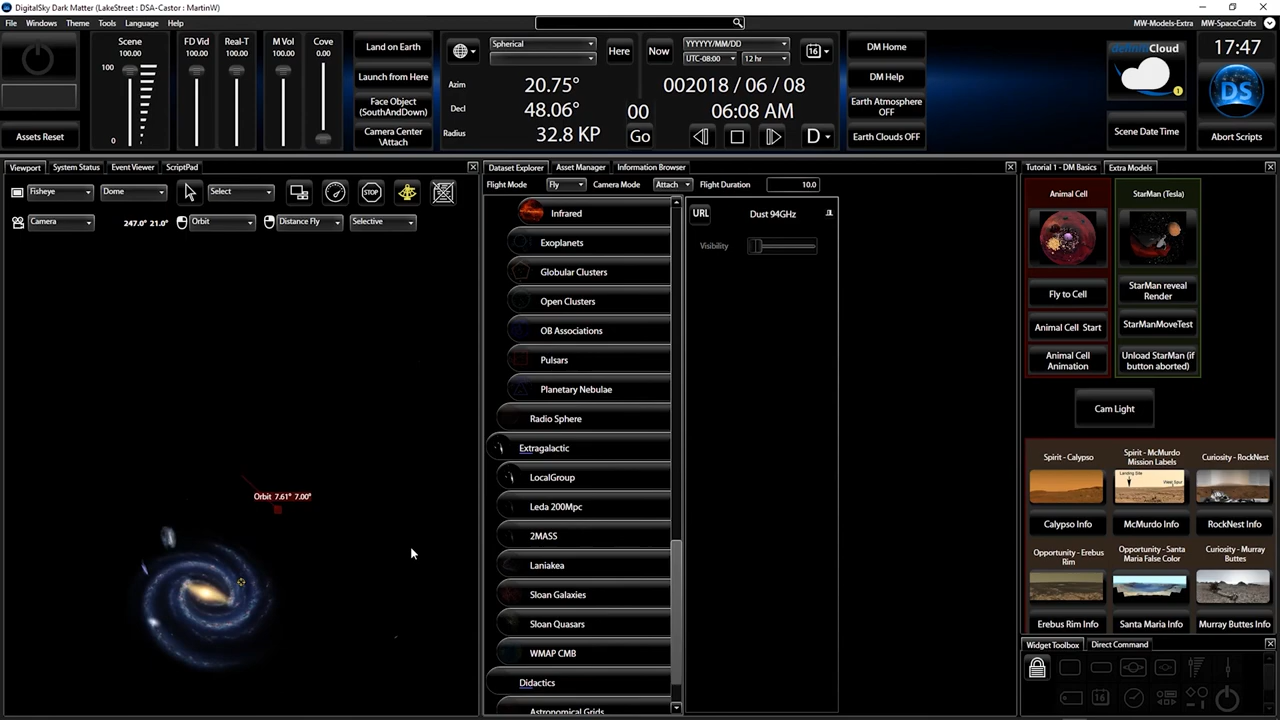 DigitalSky Dark Matter (LakeStreet : DSA-Castor : MartinW)
File Windows Theme Tools Language Help
MW-Models-Extra MW-SpaceCrafts
Scene
100.00
100
0
Assets Reset
FD Vid
100.00
Real-T
100.00
M Vol
100.00
Cove
0.00
Land on Earth
Launch from Here
Face Object
(SouthAndDown)
Camera Center
\Attach
Spherical
Here
Azim 20.75°
Decl 48.06°
Radius 32.8 KP
Now
YYYYY/MM/DD
UTC-08:00 12 hr
16
002018 / 06 / 08
00 06:08 AM
Go
D
DM Home
DM Help
Earth Atmosphere
OFF
Earth Clouds OFF
definitiCloud
1
Scene Date Time
17:47
DS
Abort Scripts
Viewport System Status Event Viewer ScriptPad
Fisheye Dome Select
STOP
Camera 247.0° 21.0° Orbit Distance Fly Selective
Orbit 7.61° 7.00°
Dataset Explorer Asset Manager Information Browser
Flight Mode Fly Camera Mode Attach Flight Duration 10.0
Infrared
Exoplanets
Globular Clusters
Open Clusters
OB Associations
Pulsars
Planetary Nebulae
Radio Sphere
Extragalactic
LocalGroup
Leda 200Mpc
2MASS
Laniakea
Sloan Galaxies
Sloan Quasars
WMAP CMB
Didactics
Astronomical Grids
URL Dust 94GHz
Visibility
Tutorial 1 - DM Basics Extra Models
Animal Cell
Fly to Cell
Animal Cell Start
Animal Cell
Animation
StarMan (Tesla)
StarMan reveal
Render
StarManMoveTest
Unload StarMan (if
button aborted)
Cam Light
Spirit - Calypso
Calypso Info
Spirit - McMurdo
Mission Labels
Landing Site
West Spur
McMurdo Info
Curiosity - RockNest
RockNest Info
Opportunity - Erebus
Rim
Erebus Rim Info
Opportunity - Santa
Maria False Color
Santa Maria Info
Curiosity - Murray
Buttes
Murray Buttes Info
Widget Toolbox Direct Command
16